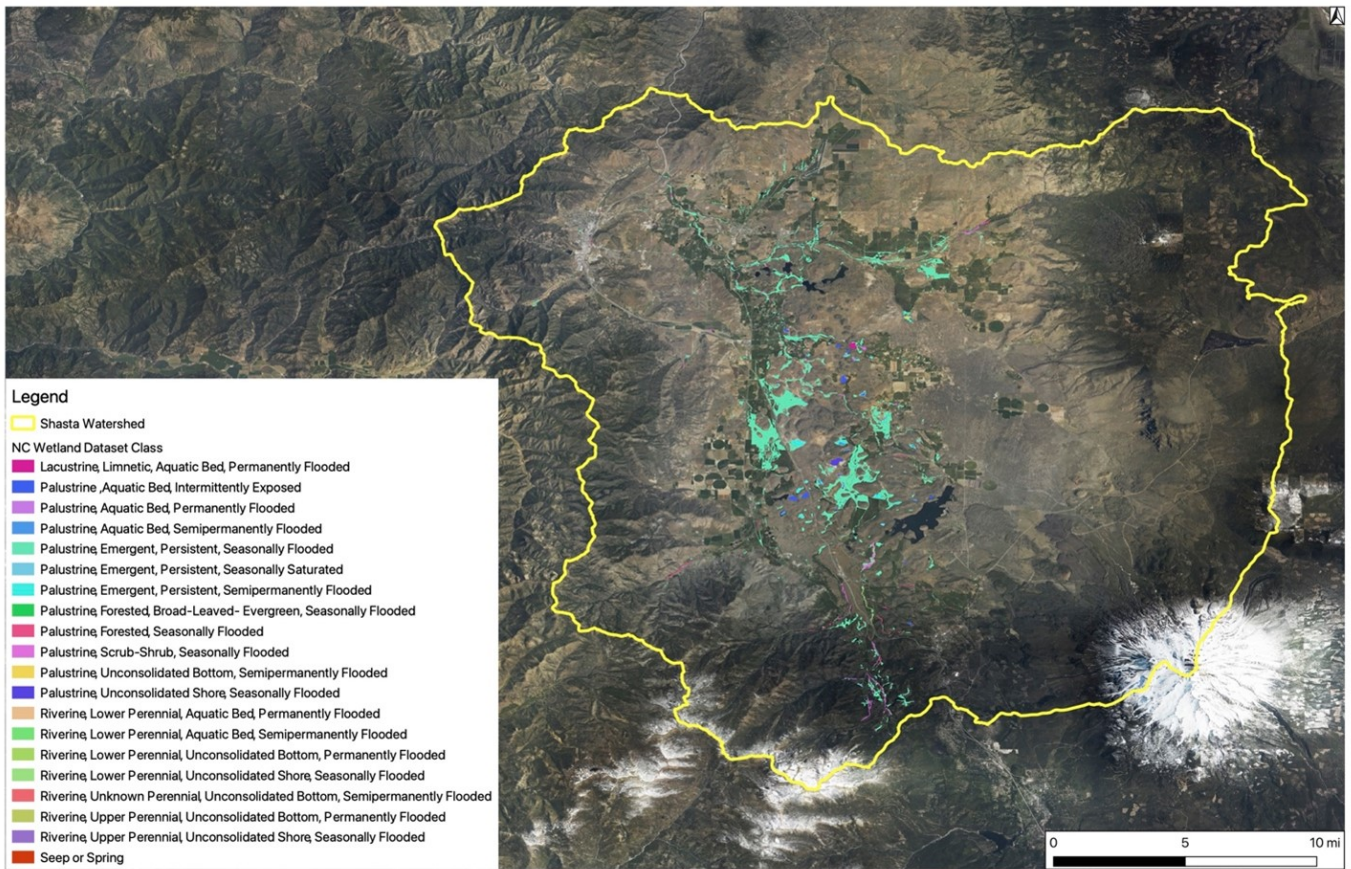 Legend
Shasta Watershed
NC Wetland Dataset Class
Lacustrine, Limnetic, Aquatic Bed, Permanently Flooded
Palustrine ,Aquatic Bed, Intermittently Exposed
Palustrine, Aquatic Bed, Permanently Flooded
Palustrine, Aquatic Bed, Semipermanently Flooded
Palustrine, Emergent, Persistent, Seasonally Flooded
Palustrine, Emergent, Persistent, Seasonally Saturated
Palustrine, Emergent, Persistent, Semipermanently Flooded
Palustrine, Forested, Broad-Leaved- Evergreen, Seasonally Flooded
Palustrine, Forested, Seasonally Flooded
Palustrine, Scrub-Shrub, Seasonally Flooded
Palustrine, Unconsolidated Bottom, Semipermanently Flooded
Palustrine, Unconsolidated Shore, Seasonally Flooded
Riverine, Lower Perennial, Aquatic Bed, Permanently Flooded
Riverine, Lower Perennial, Aquatic Bed, Semipermanently Flooded
Riverine, Lower Perennial, Unconsolidated Bottom, Permanently Flooded
Riverine, Lower Perennial, Unconsolidated Shore, Seasonally Flooded
Riverine, Unknown Perennial, Unconsolidated Bottom, Semipermanently Flooded
Riverine, Upper Perennial, Unconsolidated Bottom, Permanently Flooded
Riverine, Upper Perennial, Unconsolidated Shore, Seasonally Flooded
Seep or Spring
0 5 10 mi